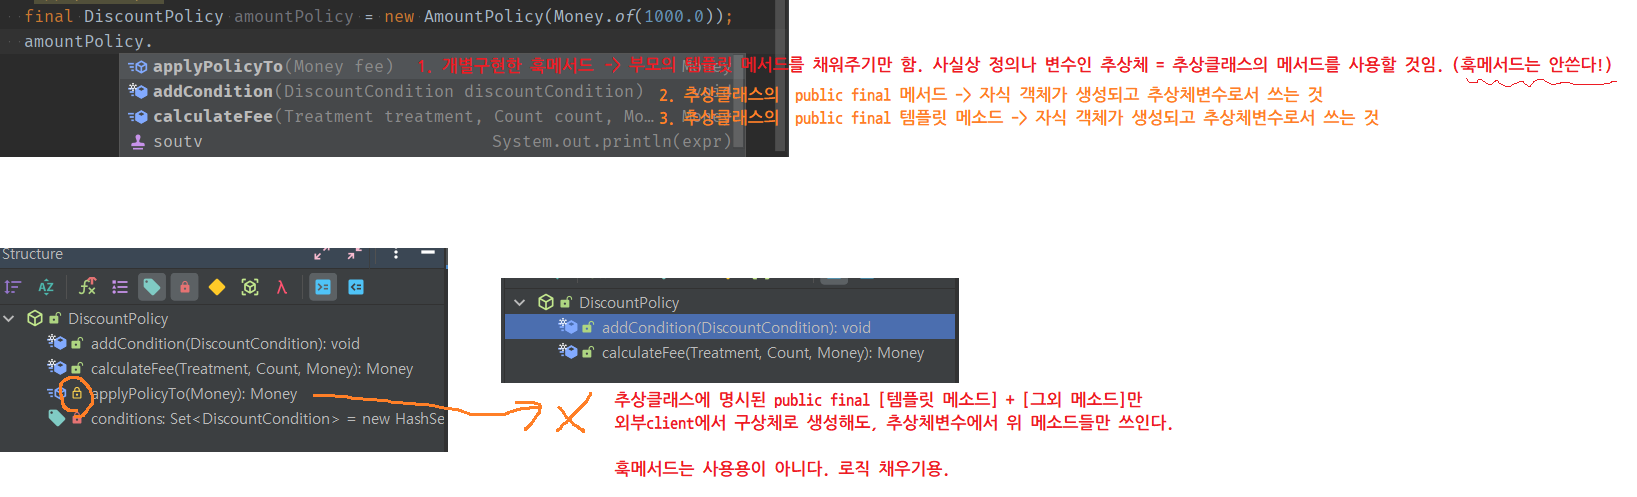 final DiscountPolicy amountPolicy = new AmountPolicy(Money.of(1000.0));
amountPolicy.
applyPolicyTo(Money fee) 1. 개별구현한 훅메서드 -> 부모의 템플릿 메서드를 채워주기만 함. 사실상 정의나 변수인 추상체 = 추상클래스의 메서드를 사용할 것임. (훅메서드는 안쓴다!)
addCondition(DiscountCondition discountCondition) 2. 추상클래스의 public final 메서드 -> 자식 객체가 생성되고 추상체변수로서 쓰는 것
calculateFee(Treatment treatment, Count count, Mo… 3. 추상클래스의 public final 템플릿 메소드 -> 자식 객체가 생성되고 추상체변수로서 쓰는 것
soutv System.out.println(expr)
Structure
DiscountPolicy
addCondition(DiscountCondition): void
calculateFee(Treatment, Count, Money): Money
applyPolicyTo(Money): Money
conditions: Set<DiscountCondition> = new HashSe
DiscountPolicy
addCondition(DiscountCondition): void
calculateFee(Treatment, Count, Money): Money
추상클래스에 명시된 public final [템플릿 메소드] + [그외 메소드]만
외부client에서 구상체로 생성해도, 추상체변수에서 위 메소드들만 쓰인다.
훅메서드는 사용용이 아니다. 로직 채우기용.